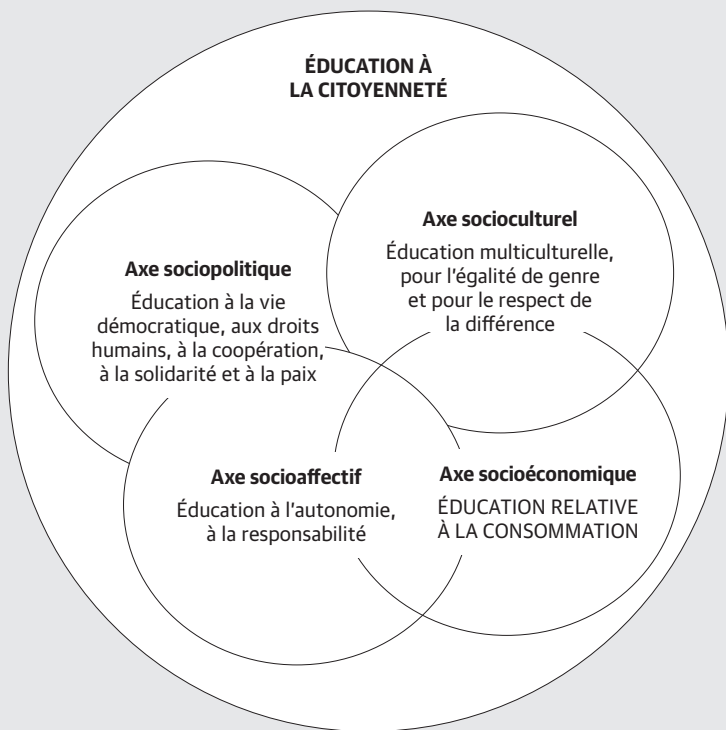 ÉDUCATION À
LA CITOYENNETÉ
Axe socioculturel
Éducation multiculturelle,
pour l'égalité de genre
et pour le respect de
la différence
Axe sociopolitique
Éducation à la vie
démocratique, aux droits
humains, à la coopération,
à la solidarité et à la paix
Axe socioaffectif
Éducation à l'autonomie,
à la responsabilité
Axe socioéconomique
ÉDUCATION RELATIVE
À LA CONSOMMATION